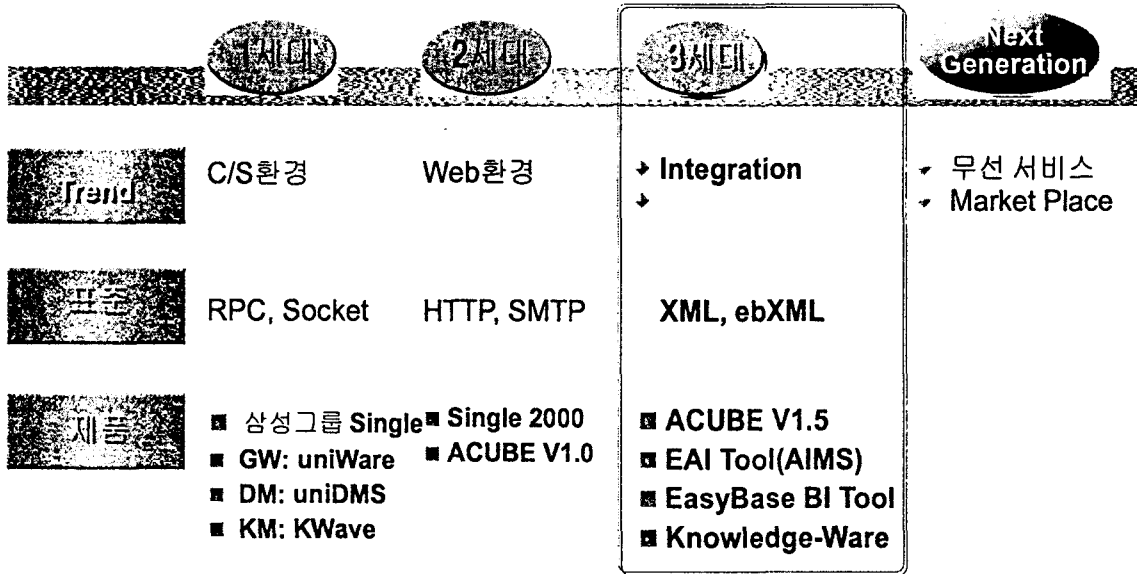 1세대
2세대
3세대
Next
Generation
Trend
C/S환경
Web환경
Integration
무선 서비스
Market Place
표준
RPC, Socket
HTTP, SMTP
XML, ebXML
제품
삼성그룹 Single
GW: uniWare
DM: uniDMS
KM: KWave
Single 2000
ACUBE V1.0
ACUBE V1.5
EAI Tool(AIMS)
EasyBase BI Tool
Knowledge-Ware